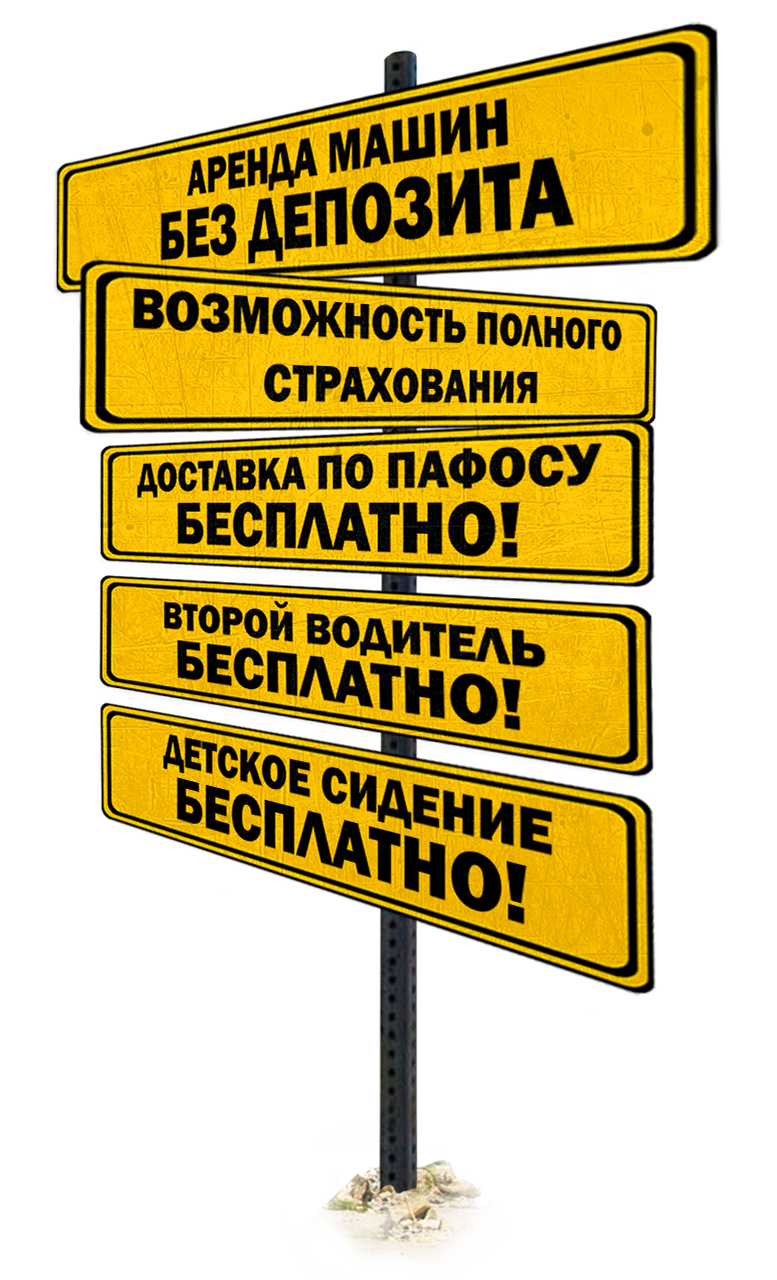 АРЕНДА МАШИН
БЕЗ ДЕПОЗИТА
ВОЗМОЖНОСТЬ ПОЛНОГО
СТРАХОВАНИЯ
ДОСТАВКА ПО ПАФОСУ
БЕСПЛАТНО!
ВТОРОЙ ВОДИТЕЛЬ
БЕСПЛАТНО!
ДЕТСКОЕ СИДЕНИЕ
БЕСПЛАТНО!